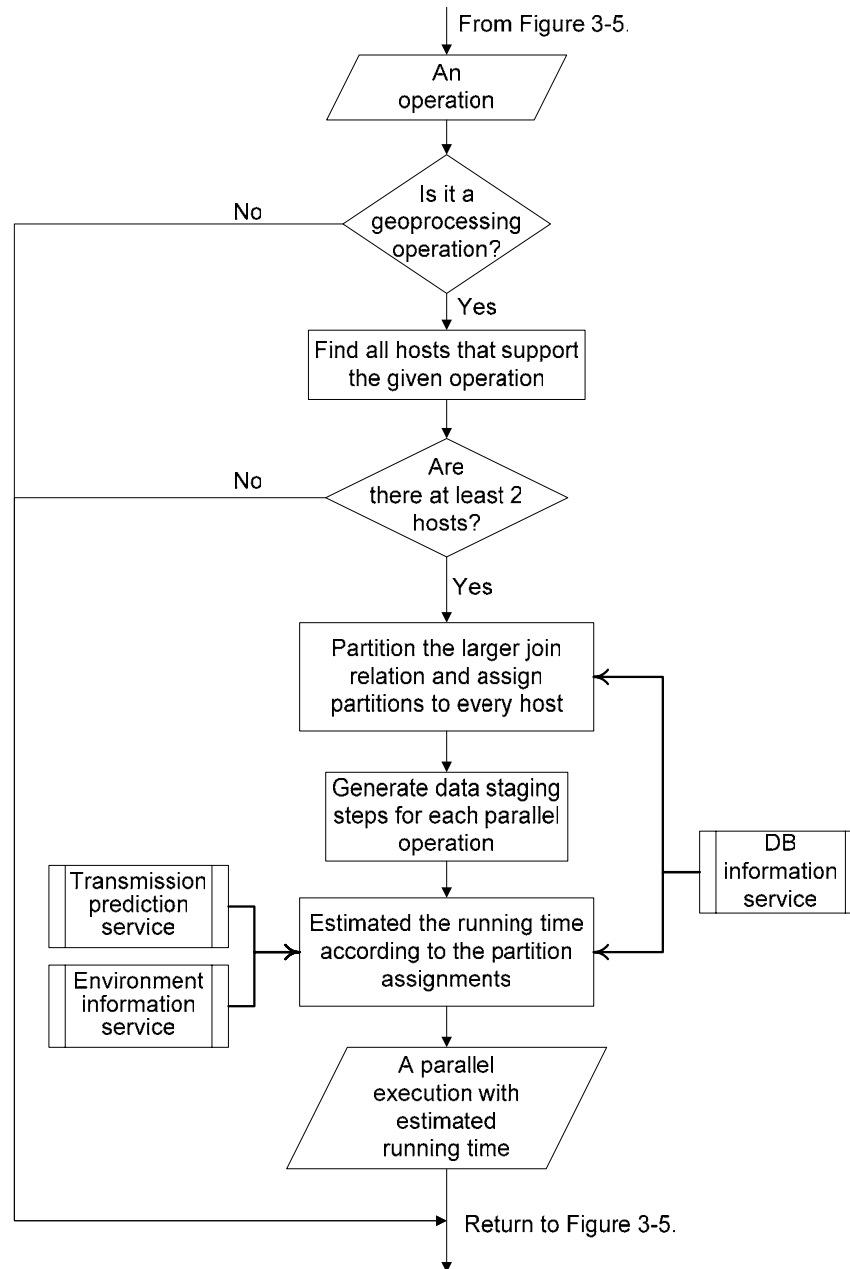 From Figure 3-5.
An
operation
Is it a
geoprocessing
operation?
No
Yes
Find all hosts that support
the given operation
Are
there at least 2
hosts?
No
Yes
Partition the larger join
relation and assign
partitions to every host
Generate data staging
steps for each parallel
operation
DB
information
service
Transmission
prediction
service
Estimated the running time
according to the partition
assignments
Environment
information
service
A parallel
execution with
estimated
running time
Return to Figure 3-5.